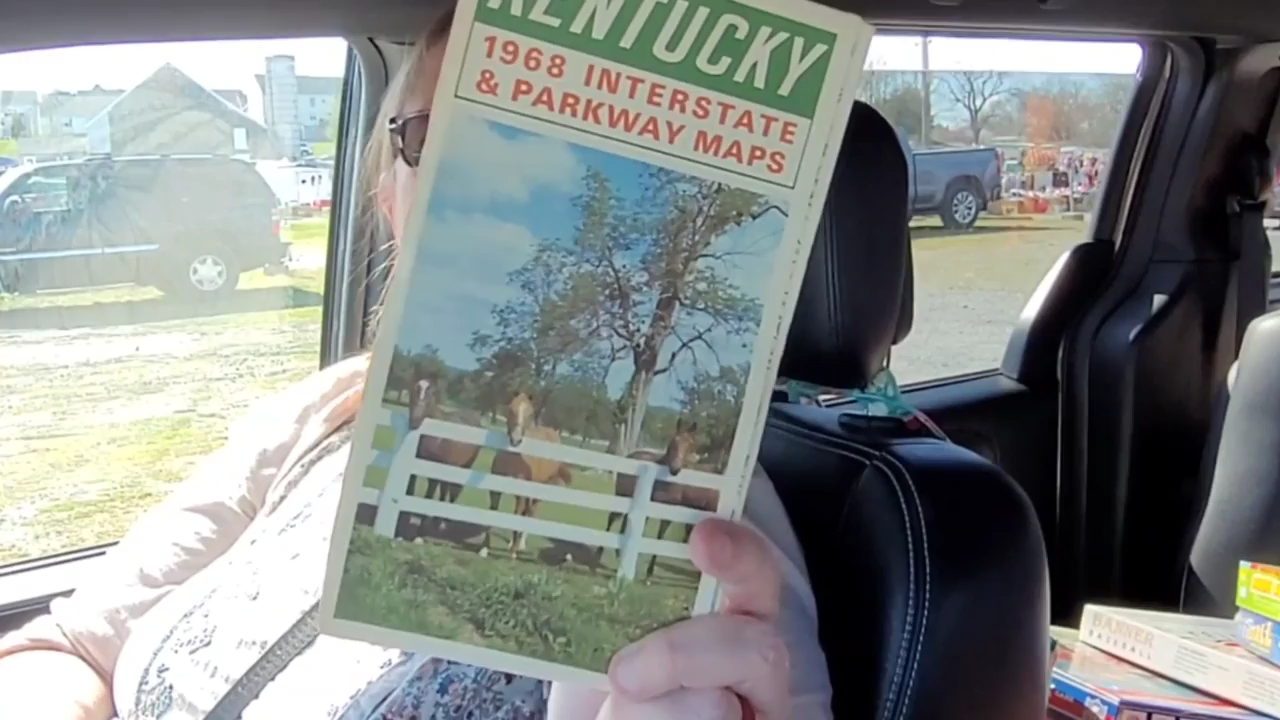 KENTUCKY
1968 INTERSTATE
& PARKWAY MAPS
BANNER
BASEBALL